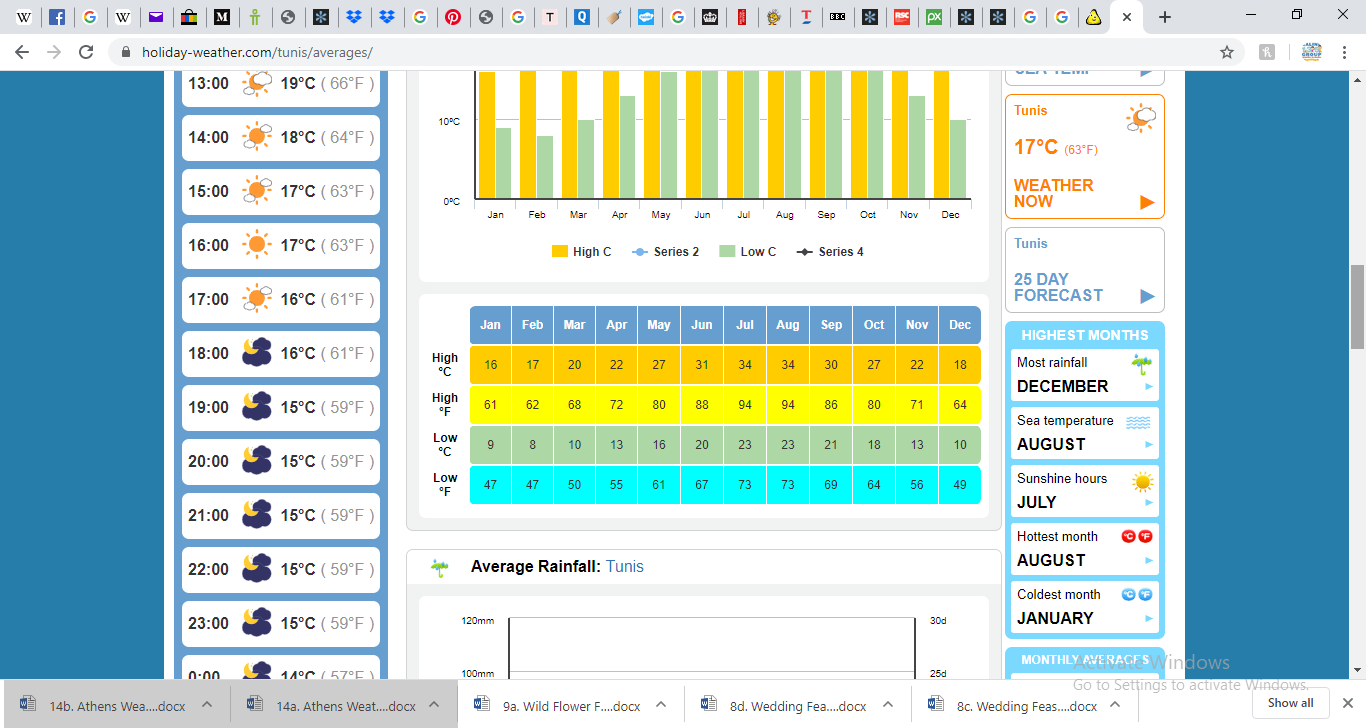 holiday-weather.com/tunis/averages/
13:00 19°C ( 66°F )
14:00 18°C ( 64°F )
15:00 17°C ( 63°F )
16:00 17°C ( 63°F )
17:00 16°C ( 61°F )
18:00 16°C ( 61°F )
19:00 15°C ( 59°F )
20:00 15°C ( 59°F )
21:00 15°C ( 59°F )
22:00 15°C ( 59°F )
23:00 15°C ( 59°F )
0:00 14°C ( 57°F )
10ºC
0ºC
Jan Feb Mar Apr May Jun Jul Aug Sep Oct Nov Dec
High C Series 2 Low C Series 4
Jan Feb Mar Apr May Jun Jul Aug Sep Oct Nov Dec
High °C 16 17 20 22 27 31 34 34 30 27 22 18
High °F 61 62 68 72 80 88 94 94 86 80 71 64
Low °C 9 8 10 13 16 20 23 23 21 18 13 10
Low °F 47 47 50 55 61 67 73 73 69 64 56 49
Average Rainfall: Tunis
120mm 30d
100mm 25d
SEA TEMP
Tunis
17°C (63°F)
WEATHER
NOW
Tunis
25 DAY
FORECAST
HIGHEST MONTHS
Most rainfall
DECEMBER
Sea temperature
AUGUST
Sunshine hours
JULY
Hottest month
°C °F
AUGUST
Coldest month
°C °F
JANUARY
MONTHLY AVERAGES
Activate Windows
Go to Settings to activate Windows.
14b. Athens Wea....docx
14a. Athens Weat....docx
9a. Wild Flower F....docx
8d. Wedding Fea....docx
8c. Wedding Feas....docx
Show all